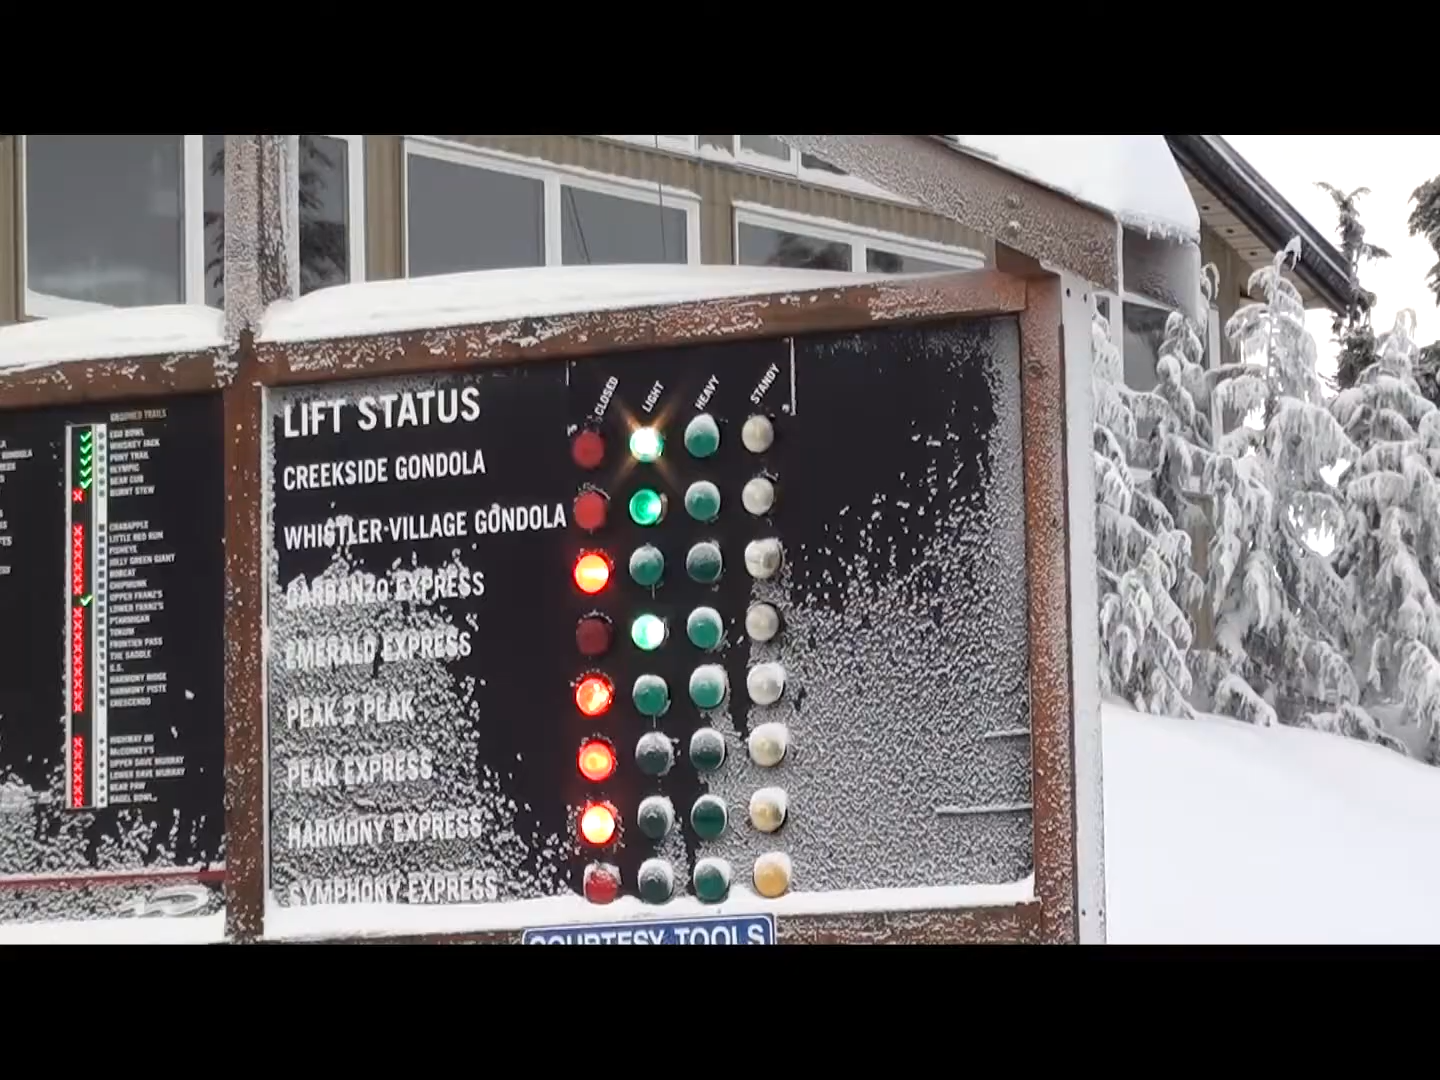 GROOMED TRAILS
EGO BOWL
WHISKEY JACK
PONY TRAIL
OLYMPIC
BEAR CUB
BURNT STEW
CRABAPPLE
LITTLE RED RUN
FISHEYE
JOLLY GREEN GIANT
BOBCAT
CHIPMUNK
UPPER FRANZ'S
LOWER FRANZ'S
PTARMIGAN
TOKUM
FRONTIER PASS
THE SADDLE
G.S.
HARMONY RIDGE
HARMONY PISTE
CRESCENDO
HIGHWAY 86
McCONKEY'S
UPPER DAVE MURRAY
LOWER DAVE MURRAY
BEAR PAW
BAGEL BOWL
LIFT STATUS
CLOSED LIGHT HEAVY STANDY
CREEKSIDE GONDOLA
WHISTLER-VILLAGE GONDOLA
GARBANZO EXPRESS
EMERALD EXPRESS
PEAK 2 PEAK
PEAK EXPRESS
HARMONY EXPRESS
SYMPHONY EXPRESS
COURTESY TOOLS